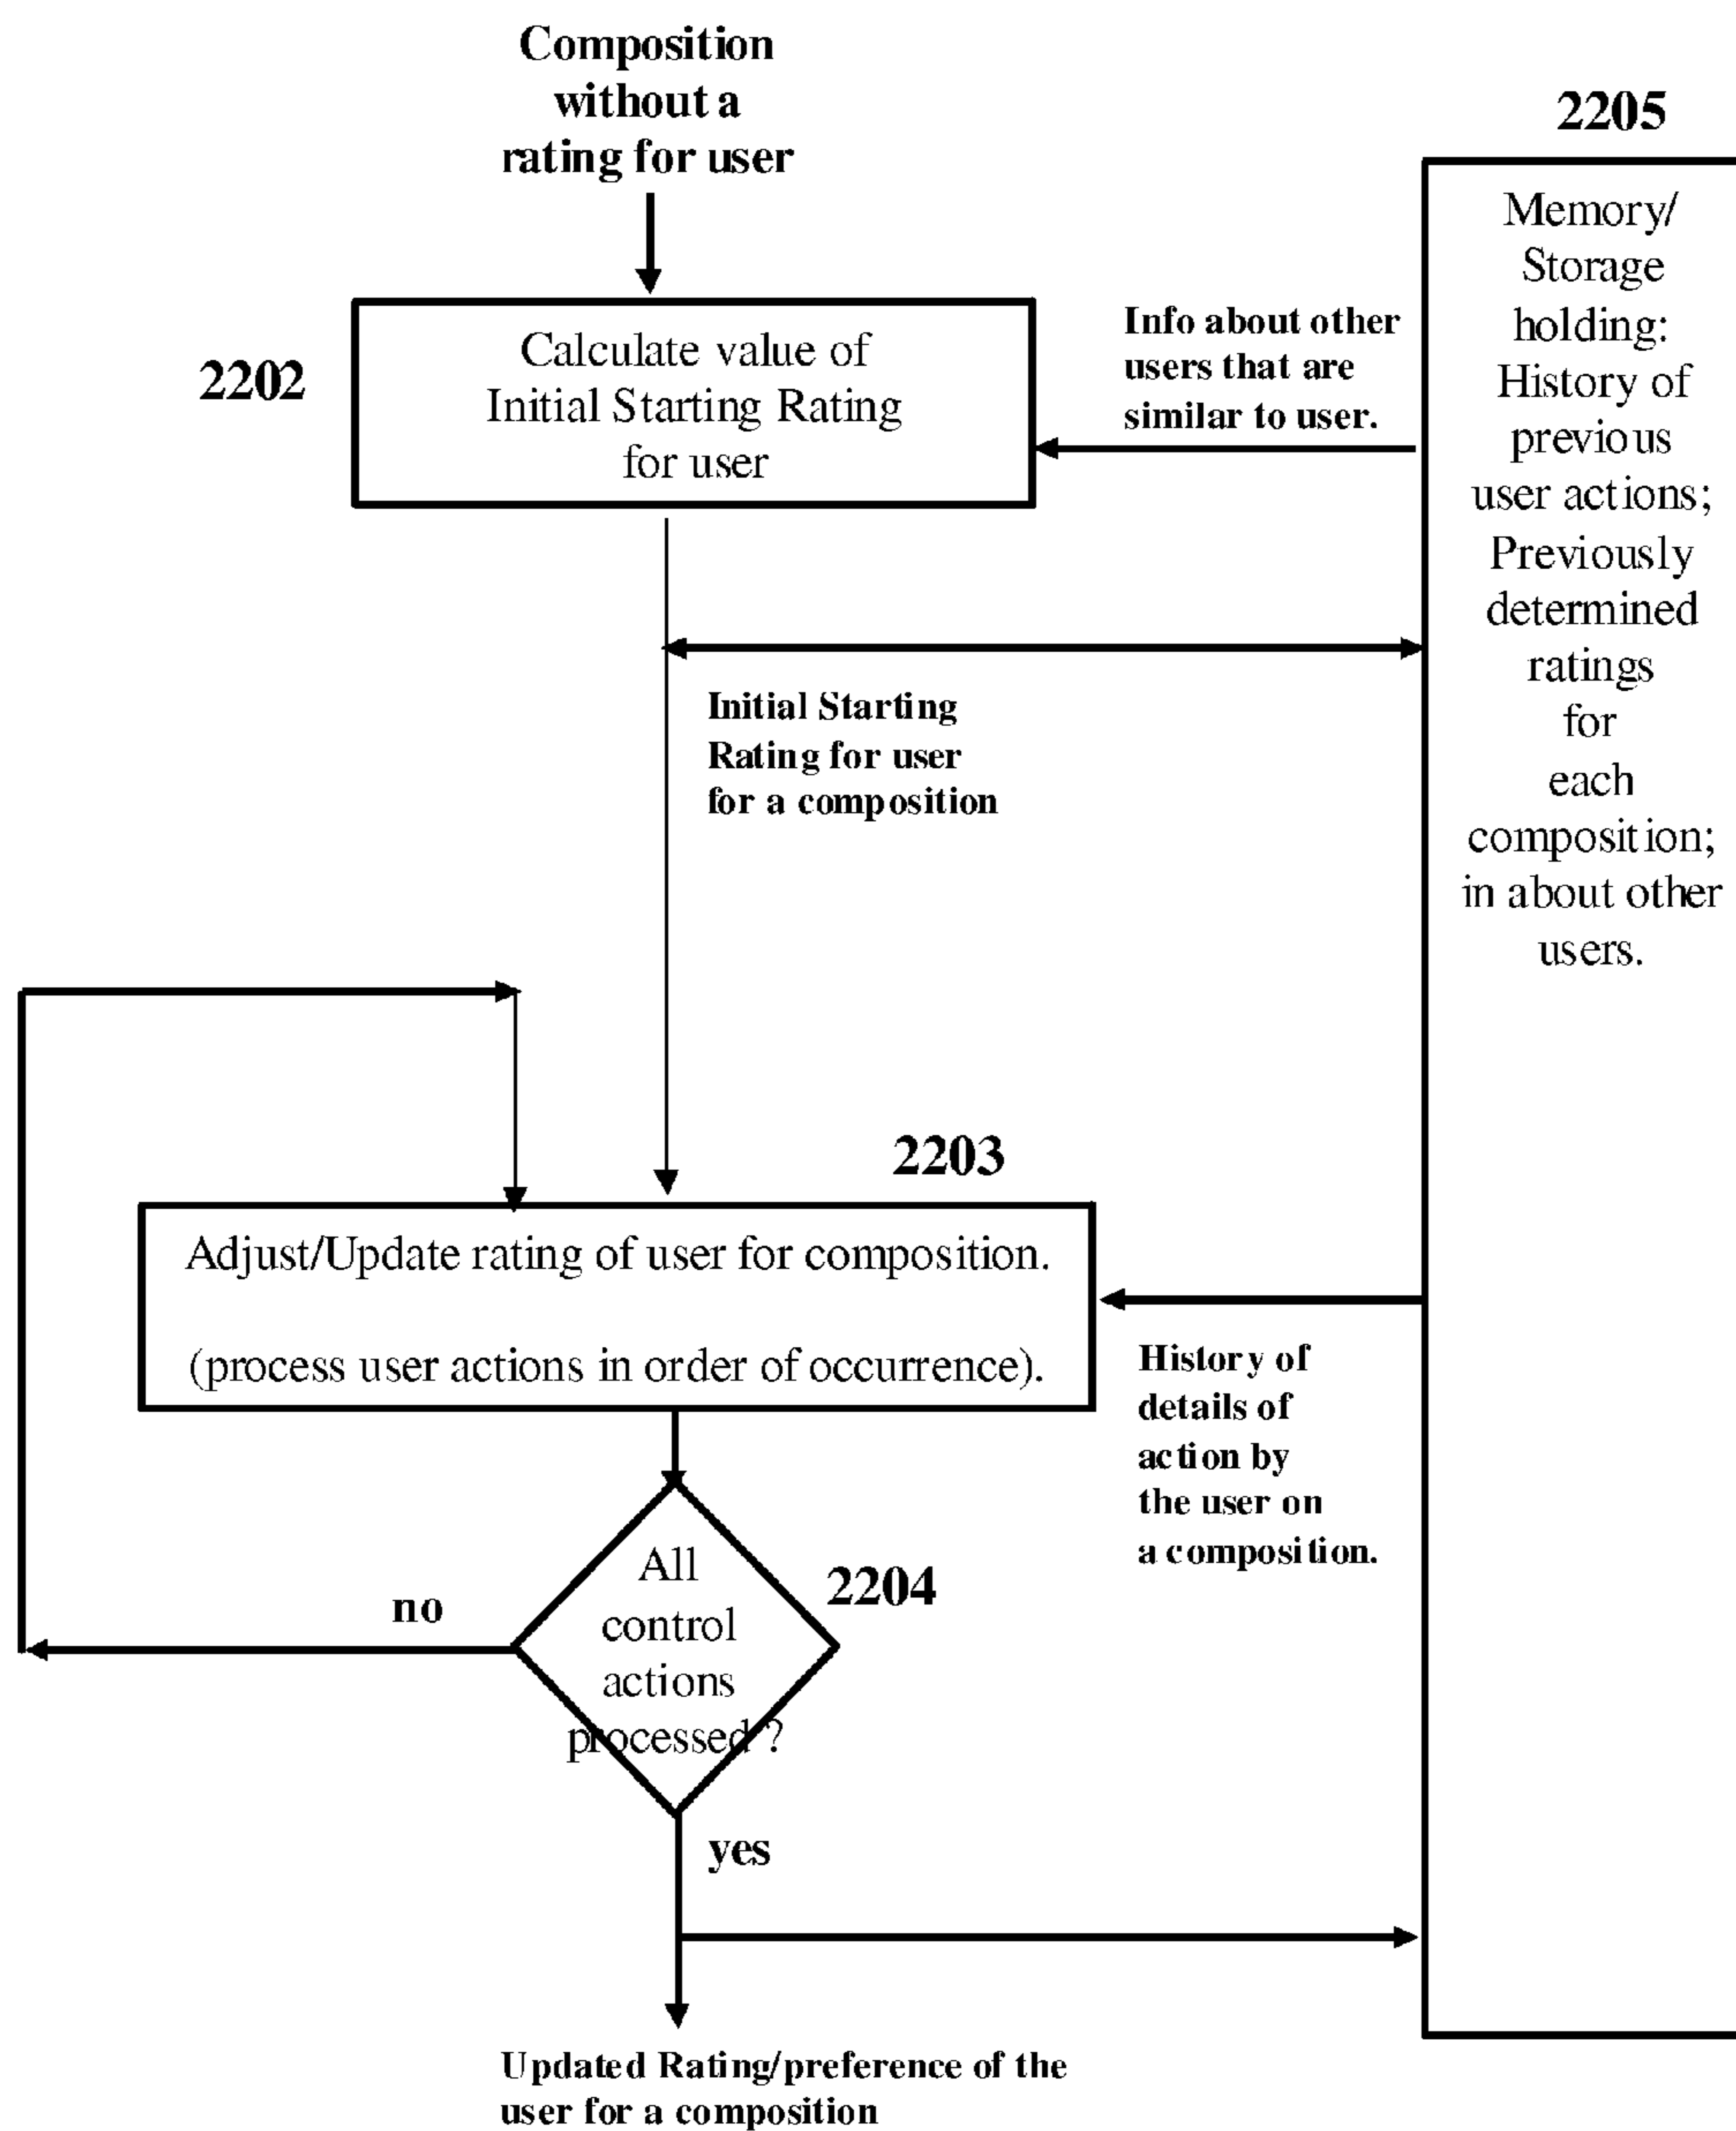 Composition
without a
rating for user
2202
Calculate value of
Initial Starting Rating
for user
Info about other
users that are
similar to user.
2205
Memory/
Storage
holding:
History of
previous
user actions;
Previously
determined
ratings
for
each
composition;
in about other
users.
Initial Starting
Rating for user
for a composition
2203
Adjust/Update rating of user for composition.
(process user actions in order of occurrence).
History of
details of
action by
the user on
a composition.
All
control
actions
processed ?
2204
no
yes
Updated Rating/preference of the
user for a composition